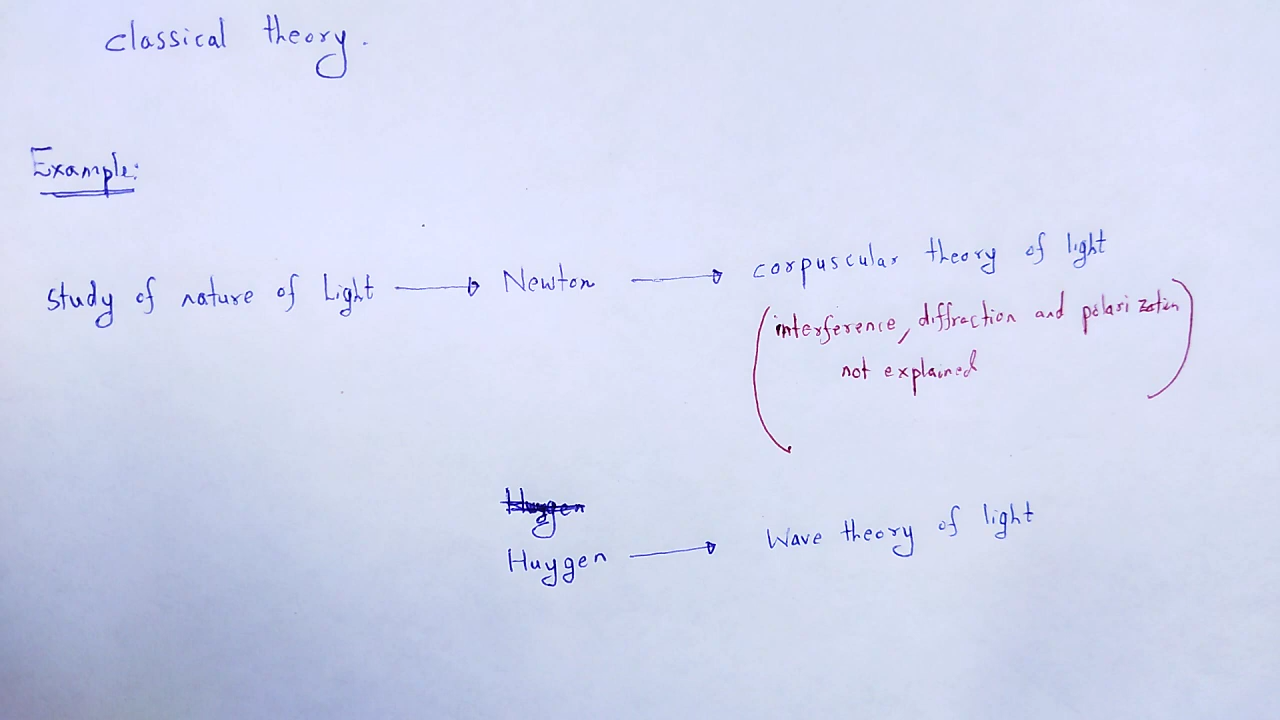 classical theory.
Example:
study of nature of Light → Newton → corpuscular theory of light
(interference, diffraction and polarization
not explained)
Huygen
Huygen → Wave theory of light